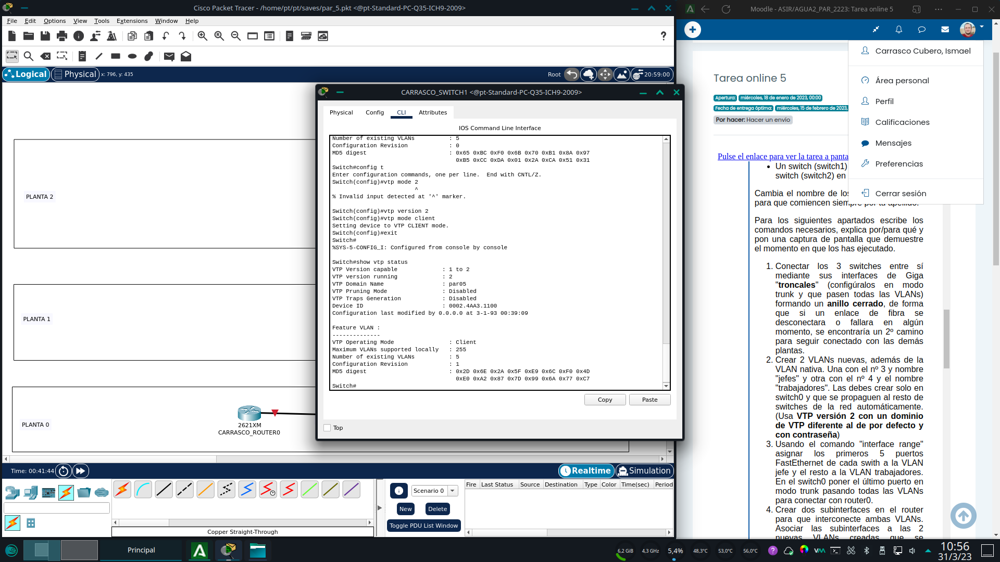 Cisco Packet Tracer - /home/pt/pt/saves/par_5.pkt <@pt-Standard-PC-Q35-ICH9-2009>
File Edit Options View Tools Extensions Window Help
Logical Physical x: 796, y: 435
Root 20:59:00
PLANTA 2
PLANTA 1
PLANTA 0
2621XM
CARRASCO_ROUTER0
CARRASCO_SWITCH1 <@pt-Standard-PC-Q35-ICH9-2009>
Physical Config CLI Attributes
IOS Command Line Interface
Number of existing VLANs : 5
Configuration Revision : 0
MD5 digest : 0x65 0xBC 0xF0 0x6B 0x70 0xB1 0x8A 0x97
0xB5 0xCC 0xDA 0x01 0x2A 0xCA 0x51 0x31
Switch#config t
Enter configuration commands, one per line. End with CNTL/Z.
Switch(config)#vtp mode 2
^
% Invalid input detected at '^' marker.
Switch(config)#vtp version 2
Switch(config)#vtp mode client
Setting device to VTP CLIENT mode.
Switch(config)#exit
Switch#
%SYS-5-CONFIG_I: Configured from console by console
Switch#show vtp status
VTP Version capable : 1 to 2
VTP version running : 2
VTP Domain Name : par05
VTP Pruning Mode : Disabled
VTP Traps Generation : Disabled
Device ID : 0002.4AA3.1100
Configuration last modified by 0.0.0.0 at 3-1-93 00:39:09
Feature VLAN :
--------------
VTP Operating Mode : Client
Maximum VLANs supported locally : 255
Number of existing VLANs : 5
Configuration Revision : 1
MD5 digest : 0x2D 0x6E 0x2A 0x5F 0xE9 0x6C 0xF0 0x4D
0xE0 0xA2 0x87 0x7D 0x99 0x6A 0x77 0xC7
Switch#
Copy Paste
Top
Time: 00:41:44
Realtime Simulation
Scenario 0
New Delete
Toggle PDU List Window
Fire Last Status Source Destination Type Color Time(sec) Period
Copper Straight-Through
Moodle - ASIR/AGUA2_PAR_2223: Tarea online 5
Carrasco Cubero, Ismael
Área personal
Perfil
Calificaciones
Mensajes
Preferencias
Cerrar sesión
Tarea online 5
Apertura: miércoles, 18 de enero de 2023, 00:00
Fecha de entrega óptima: miércoles, 15 de febrero de 2023,
Por hacer: Hacer un envío
Pulse el enlace para ver la tarea a panta
• Un switch (switch1)
switch (switch2) en
Cambia el nombre de los
para que comiencen siempre por tu apellido.
Para los siguientes apartados escribe los
comandos necesarios, explica por/para qué y
pon una captura de pantalla que demuestre
el momento en que los has ejecutado.
1. Conectar los 3 switches entre sí
mediante sus interfaces de Giga
"troncales" (configúralos en modo
trunk y que pasen todas las VLANs)
formando un anillo cerrado, de forma
que si un enlace de fibra se
desconectara o fallara en algún
momento, se encontraría un 2º camino
para seguir conectado con las demás
plantas.
2. Crear 2 VLANs nuevas, además de la
VLAN nativa. Una con el nº 3 y nombre
"jefes" y otra con el nº 4 y el nombre
"trabajadores". Las debes crear solo en
switch0 y que se propaguen al resto de
switches de la red automáticamente.
(Usa VTP versión 2 con un dominio
de VTP diferente al de por defecto y
con contraseña)
3. Usando el comando "interface range"
asignar los primeros 5 puertos
FastEthernet de cada swith a la VLAN
jefe y el resto a la VLAN trabajadores.
En el switch0 poner el último puerto en
modo trunk pasando todas las VLANs
para conectar con router0.
4. Crear dos subinterfaces en el router
para que interconecte ambas VLANs.
Asociar las subinterfaces a las 2
nuevas VLANs creadas que se
Principal
6,2 GiB 4,3 GHz 5,4% 48,3°C 53,0°C 56,0°C
10:56
31/3/23